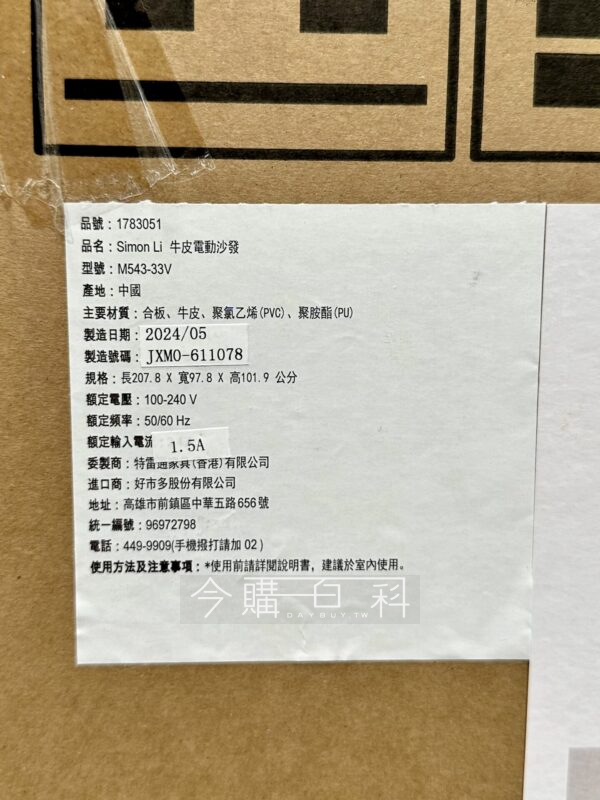 品號：1783051
品名：Simon Li 牛皮電動沙發
型號：M543-33V
產地：中國
主要材質：合板、牛皮、聚氯乙烯(PVC)、聚胺酯(PU)
製造日期：2024/05
製造號碼：JXMO-611078
規格：長207.8 X 寬97.8 X 高101.9 公分
額定電壓：100-240 V
額定頻率：50/60 Hz
額定輸入電流 1.5A
委製商：特雷通家具(香港)有限公司
進口商：好市多股份有限公司
地址：高雄市前鎮區中華五路656號
統一編號：96972798
電話：449-9909(手機撥打請加 02)
使用方法及注意事項：*使用前請詳閱說明書，建議於室內使用。
今購百科
DAYBUY.TW